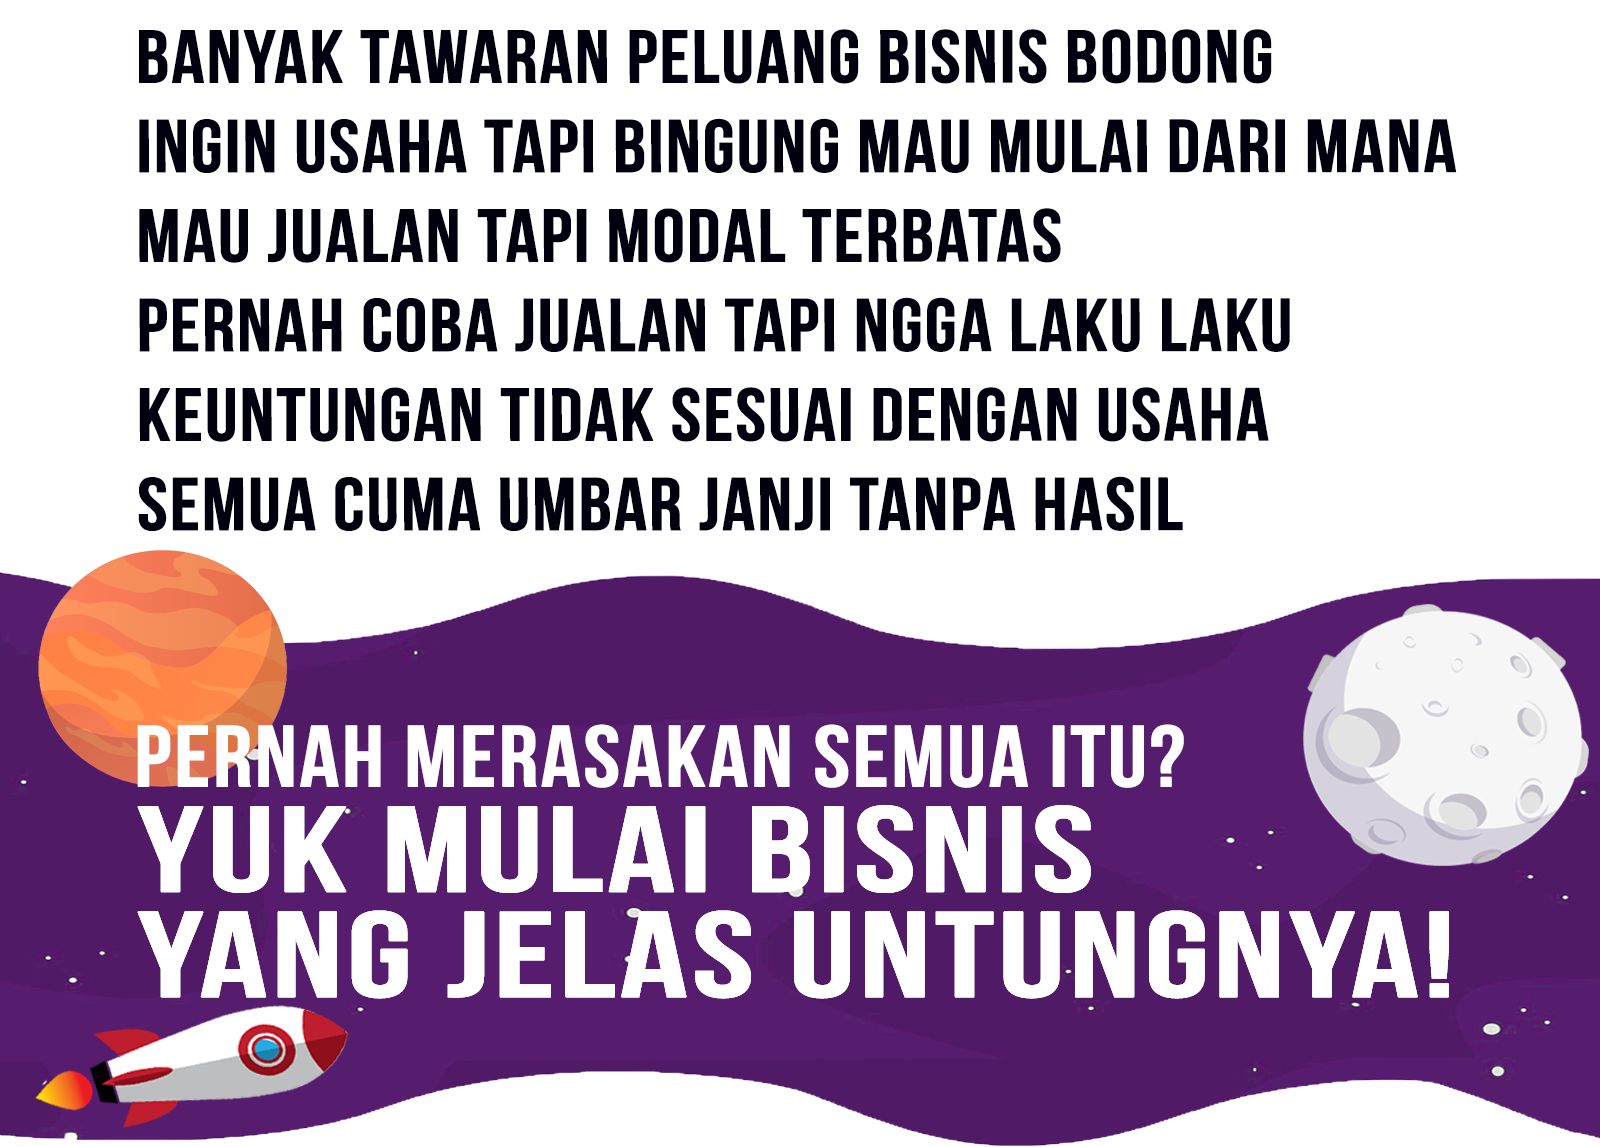 BANYAK TAWARAN PELUANG BISNIS BODONG
INGIN USAHA TAPI BINGUNG MAU MULAI DARI MANA
MAU JUALAN TAPI MODAL TERBATAS
PERNAH COBA JUALAN TAPI NGGA LAKU LAKU
KEUNTUNGAN TIDAK SESUAI DENGAN USAHA
SEMUA CUMA UMBAR JANJI TANPA HASIL
PERNAH MERASAKAN SEMUA ITU?
YUK MULAI BISNIS
YANG JELAS UNTUNGNYA!